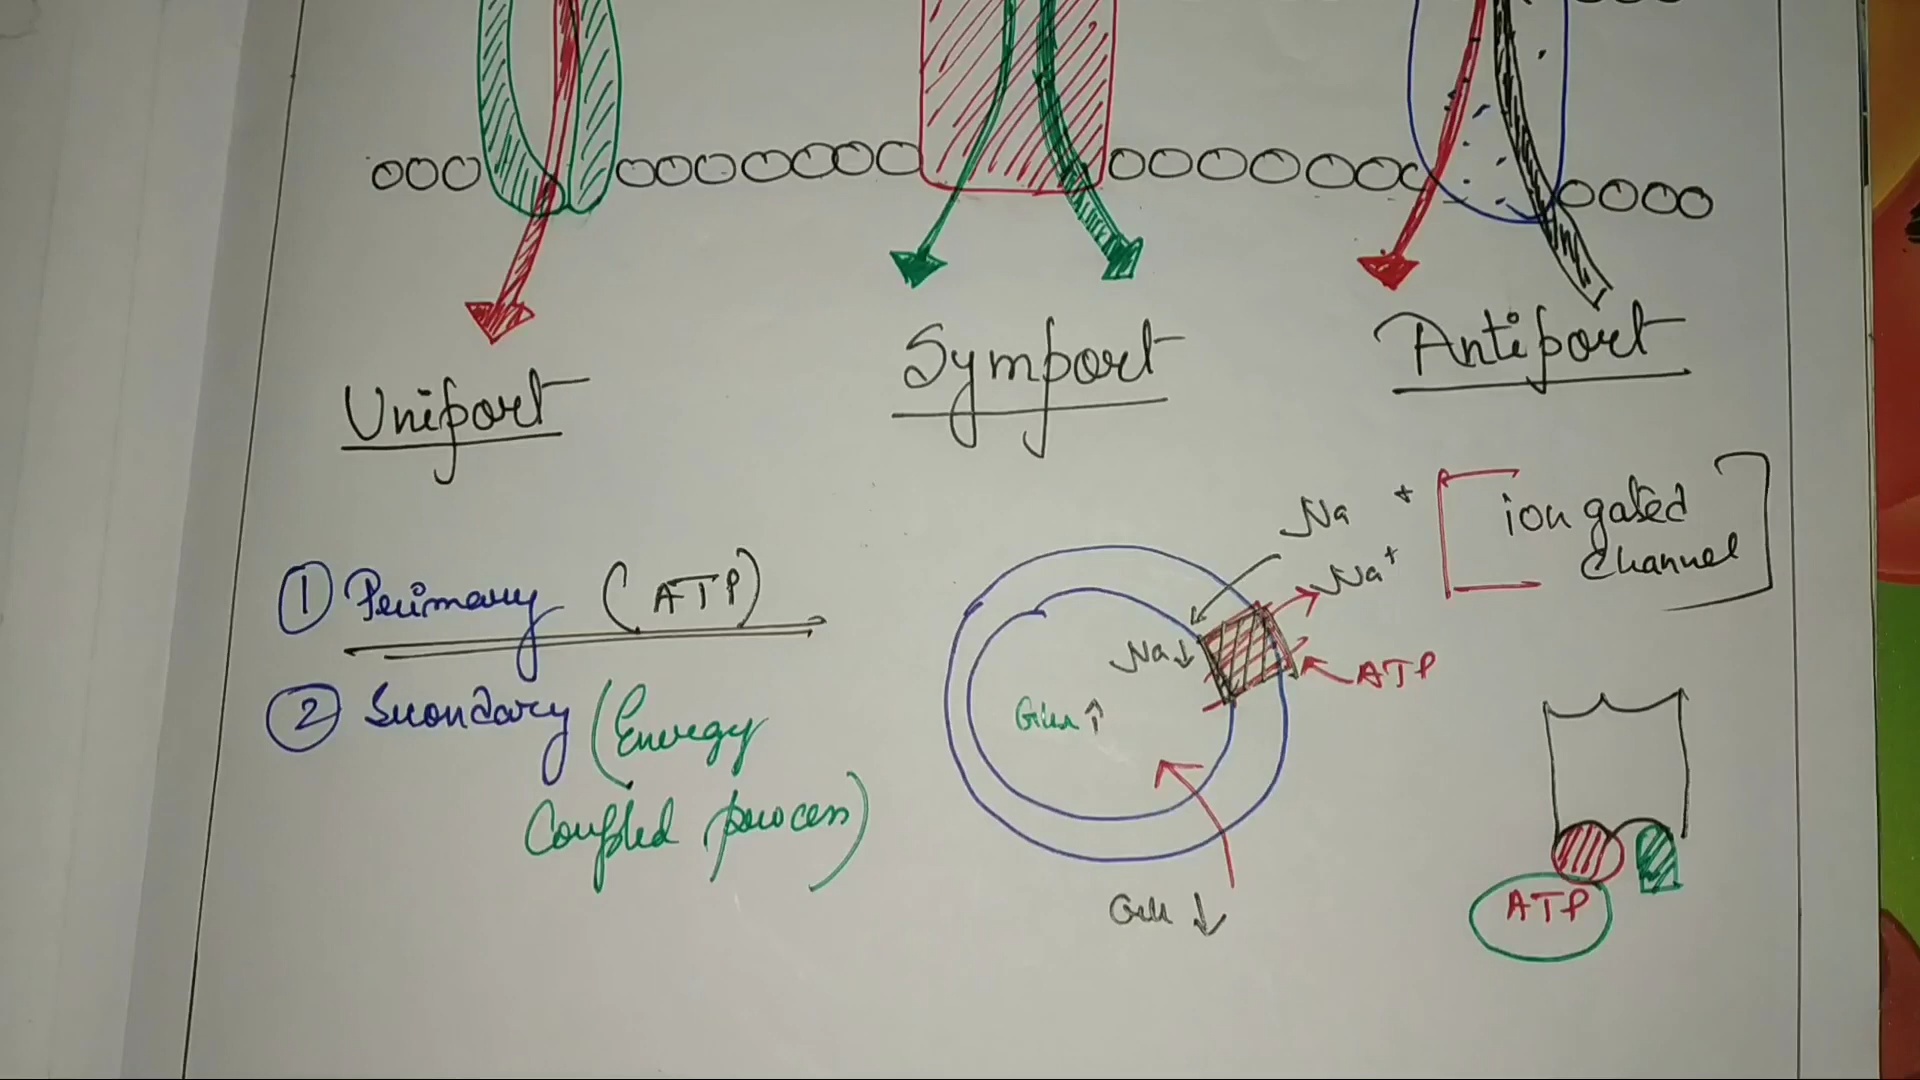 Uniport
Symport
Antiport
① Primary (ATP)
② Secondary (Energy
Coupled process)
Na +
Na+
[ion gated
channel]
Na↓
ATP
Glu ↑
Glu ↓
ATP